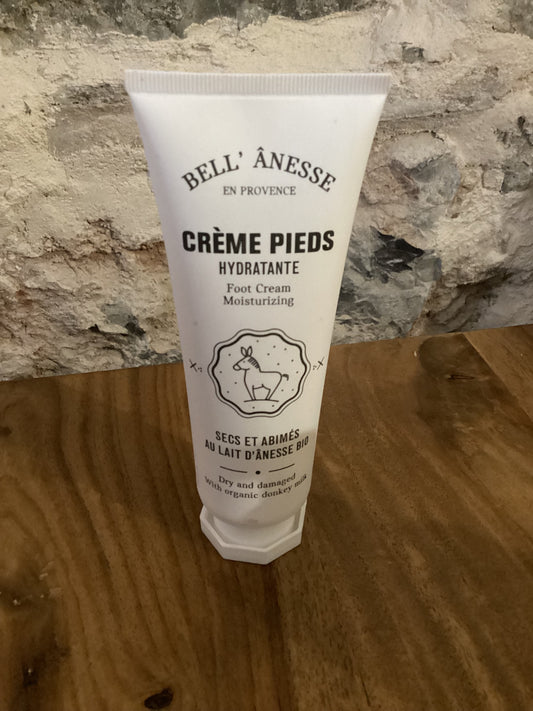 BELL' ÂNESSE
EN PROVENCE
CRÈME PIEDS
HYDRATANTE
Foot Cream
Moisturizing
SECS ET ABIMÉS
AU LAIT D'ÂNESSE BIO
Dry and damaged
With organic donkey milk